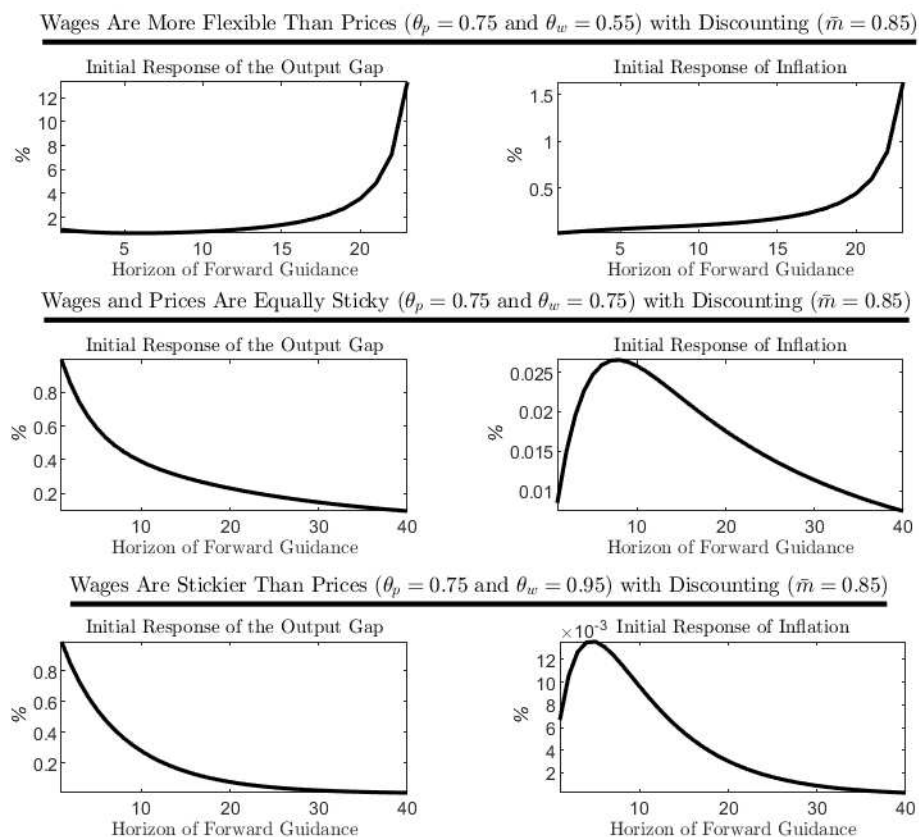 Wages Are More Flexible Than Prices (θp = 0.75 and θw = 0.55) with Discounting (m̄ = 0.85)
Initial Response of the Output Gap
12
10
8
6
4
2
%
5 10 15 20
Horizon of Forward Guidance
Initial Response of Inflation
1.5
1
0.5
%
5 10 15 20
Horizon of Forward Guidance
Wages and Prices Are Equally Sticky (θp = 0.75 and θw = 0.75) with Discounting (m̄ = 0.85)
Initial Response of the Output Gap
0.8
0.6
0.4
0.2
%
10 20 30 40
Horizon of Forward Guidance
Initial Response of Inflation
0.025
0.02
0.015
0.01
%
10 20 30 40
Horizon of Forward Guidance
Wages Are Stickier Than Prices (θp = 0.75 and θw = 0.95) with Discounting (m̄ = 0.85)
Initial Response of the Output Gap
0.8
0.6
0.4
0.2
%
10 20 30 40
Horizon of Forward Guidance
×10⁻³ Initial Response of Inflation
12
10
8
6
4
2
%
10 20 30 40
Horizon of Forward Guidance